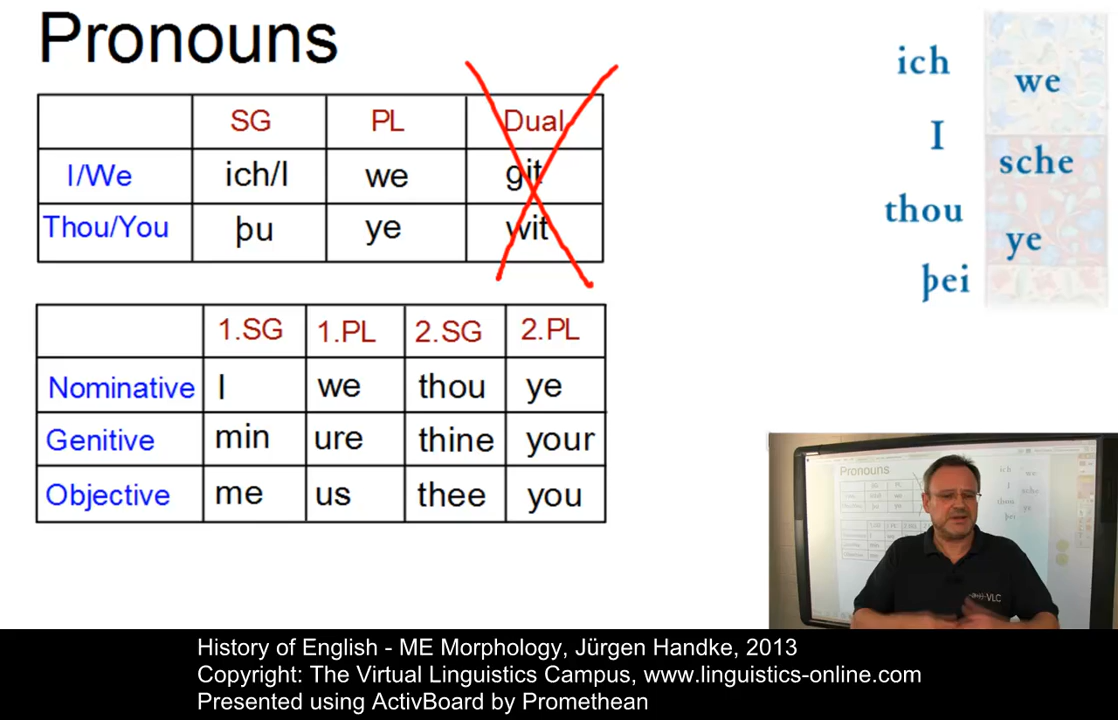 Pronouns
SG PL Dual
I/We ich/I we git
Thou/You þu ye wit
1.SG 1.PL 2.SG 2.PL
Nominative I we thou ye
Genitive min ure thine your
Objective me us thee you
ich
we
I
sche
thou
ye
þei
Pronouns
-VLC
History of English - ME Morphology, Jürgen Handke, 2013
Copyright: The Virtual Linguistics Campus, www.linguistics-online.com
Presented using ActivBoard by Promethean